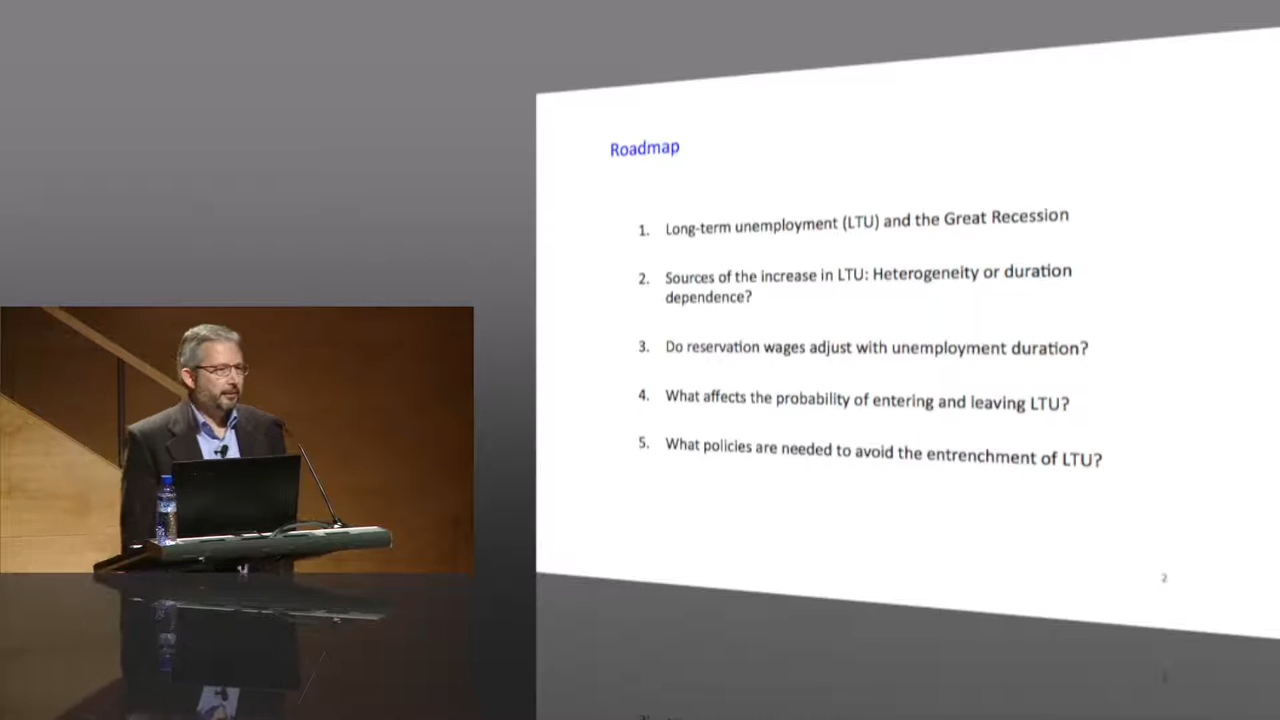 Roadmap
1. Long-term unemployment (LTU) and the Great Recession
2. Sources of the increase in LTU: Heterogeneity or duration
dependence?
3. Do reservation wages adjust with unemployment duration?
4. What affects the probability of entering and leaving LTU?
5. What policies are needed to avoid the entrenchment of LTU?
2